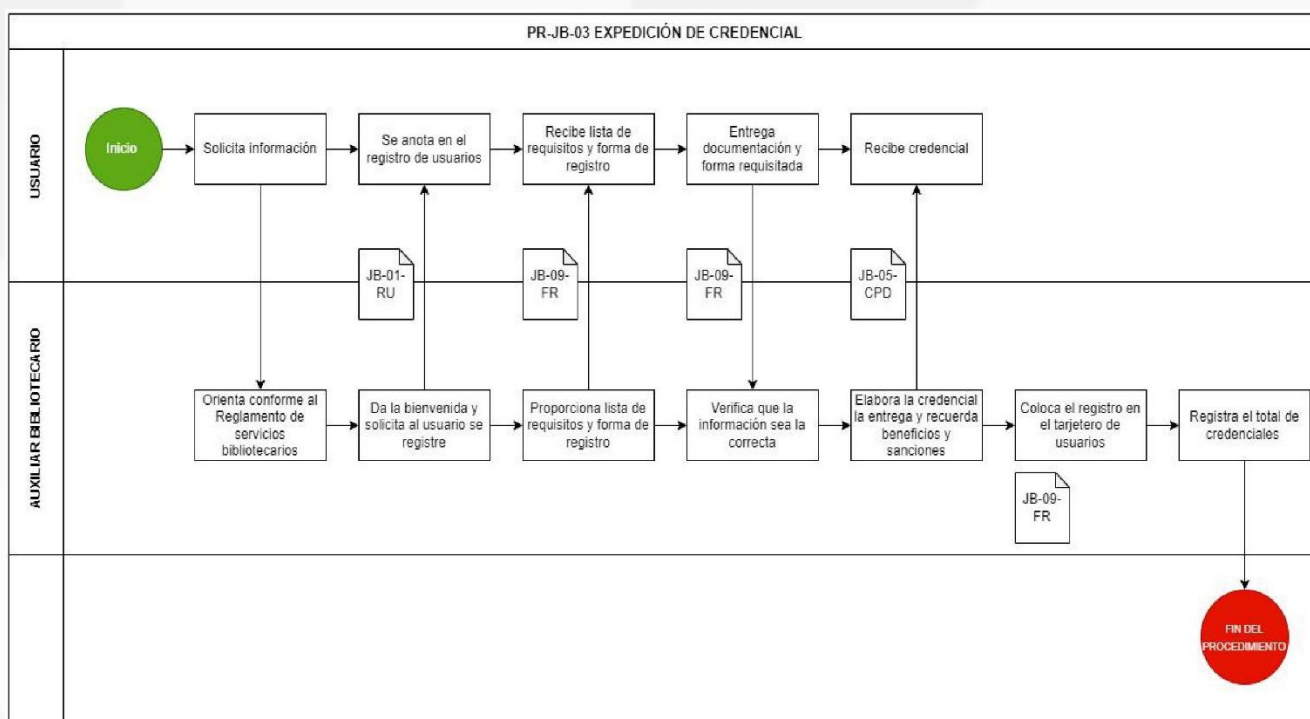 PR-JB-03 EXPEDICIÓN DE CREDENCIAL
USUARIO
Inicio
Solicita información
Se anota en el
registro de usuarios
Recibe lista de
requisitos y forma de
registro
Entrega
documentación y
forma requisitada
Recibe credencial
JB-01-
RU
JB-09-
FR
JB-09-
FR
JB-05-
CPD
AUXILIAR BIBLIOTECARIO
Orienta conforme al
Reglamento de
servicios
bibliotecarios
Da la bienvenida y
solicita al usuario se
registre
Proporciona lista de
requisitos y forma de
registro
Verifica que la
información sea la
correcta
Elabora la credencial
la entrega y recuerda
beneficios y
sanciones
Coloca el registro en
el tarjetero de
usuarios
Registra el total de
credenciales
JB-09-
FR
FIN DEL
PROCEDIMIENTO